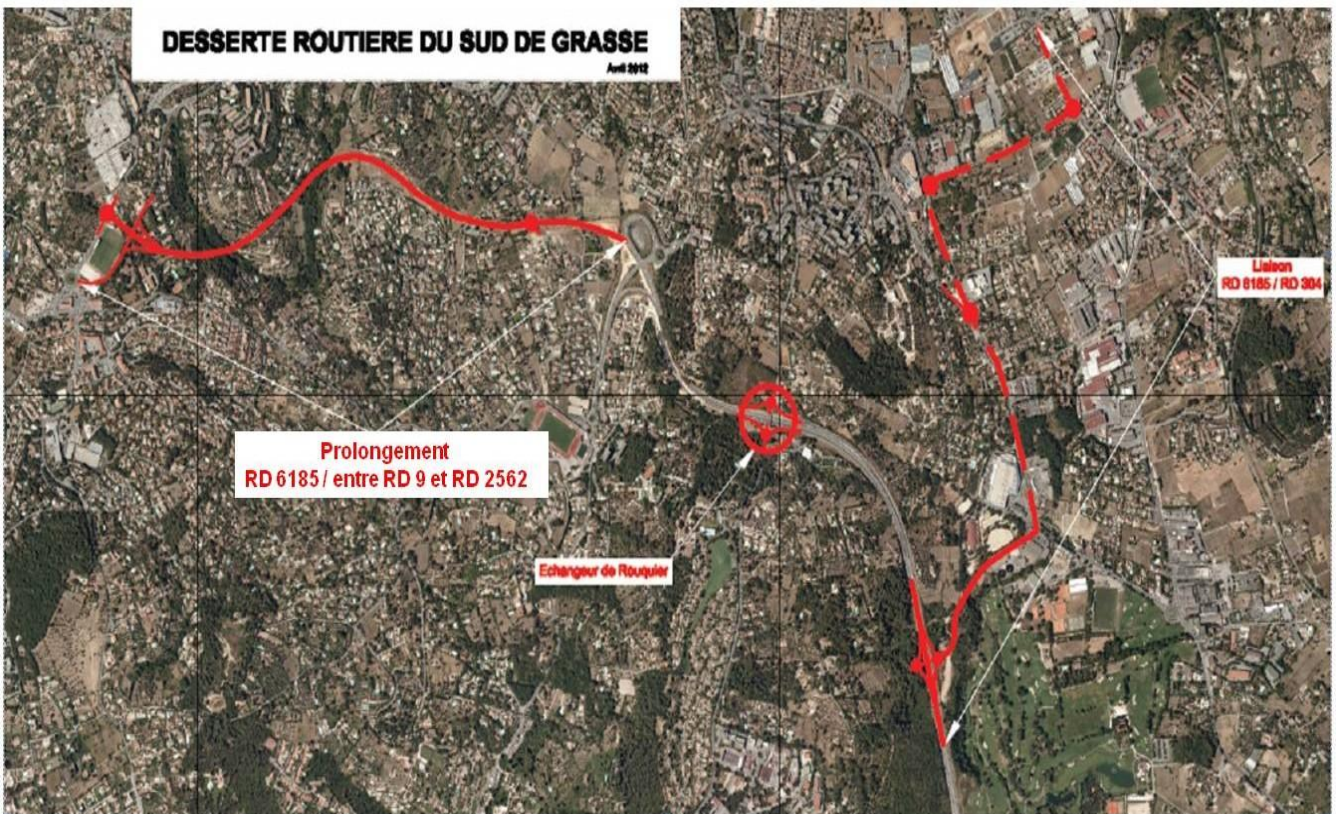 DESSERTE ROUTIERE DU SUD DE GRASSE
Avril 2012
Liaison
RD 6185 / RD 304
Prolongement
RD 6185 / entre RD 9 et RD 2562
Echangeur de Rouquier